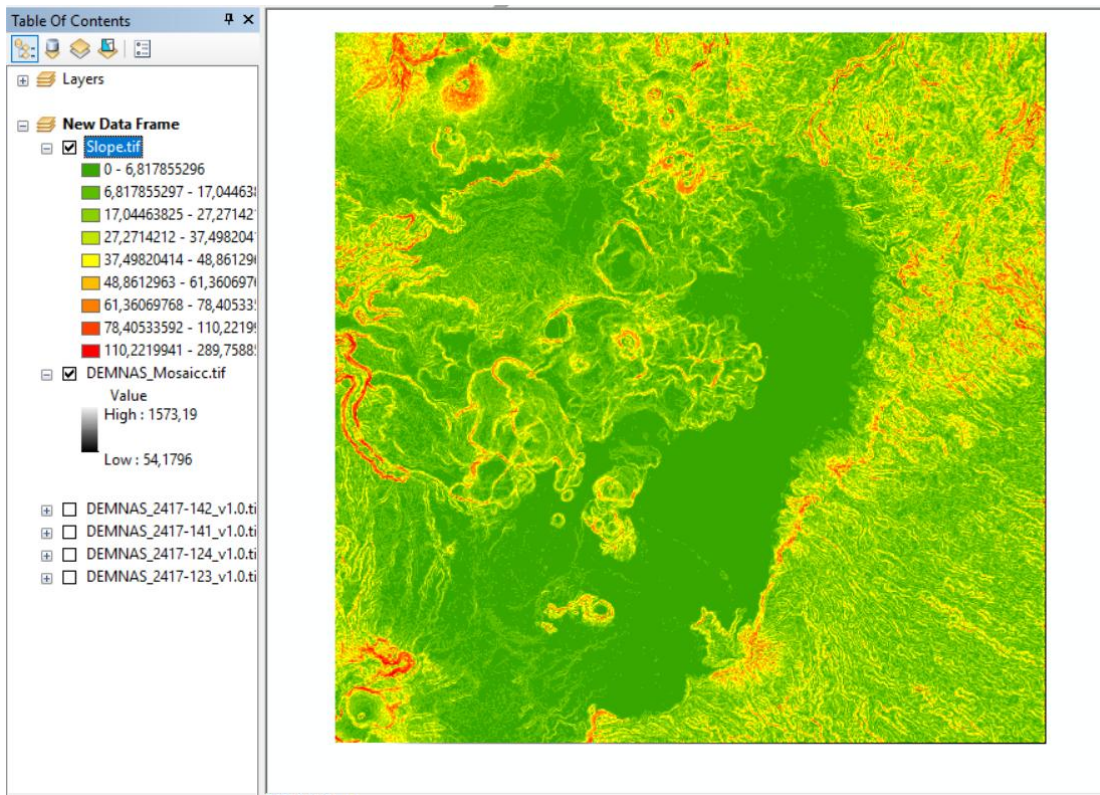 Table Of Contents
Layers
New Data Frame
Slope.tif
0 - 6,817855296
6,817855297 - 17,04463
17,04463825 - 27,27142
27,2714212 - 37,498204
37,49820414 - 48,86129
48,8612963 - 61,360697
61,36069768 - 78,40533
78,40533592 - 110,2219
110,2219941 - 289,7588
DEMNAS_Mosaicc.tif
Value
High : 1573,19
Low : 54,1796
DEMNAS_2417-142_v1.0.ti
DEMNAS_2417-141_v1.0.ti
DEMNAS_2417-124_v1.0.ti
DEMNAS_2417-123_v1.0.ti